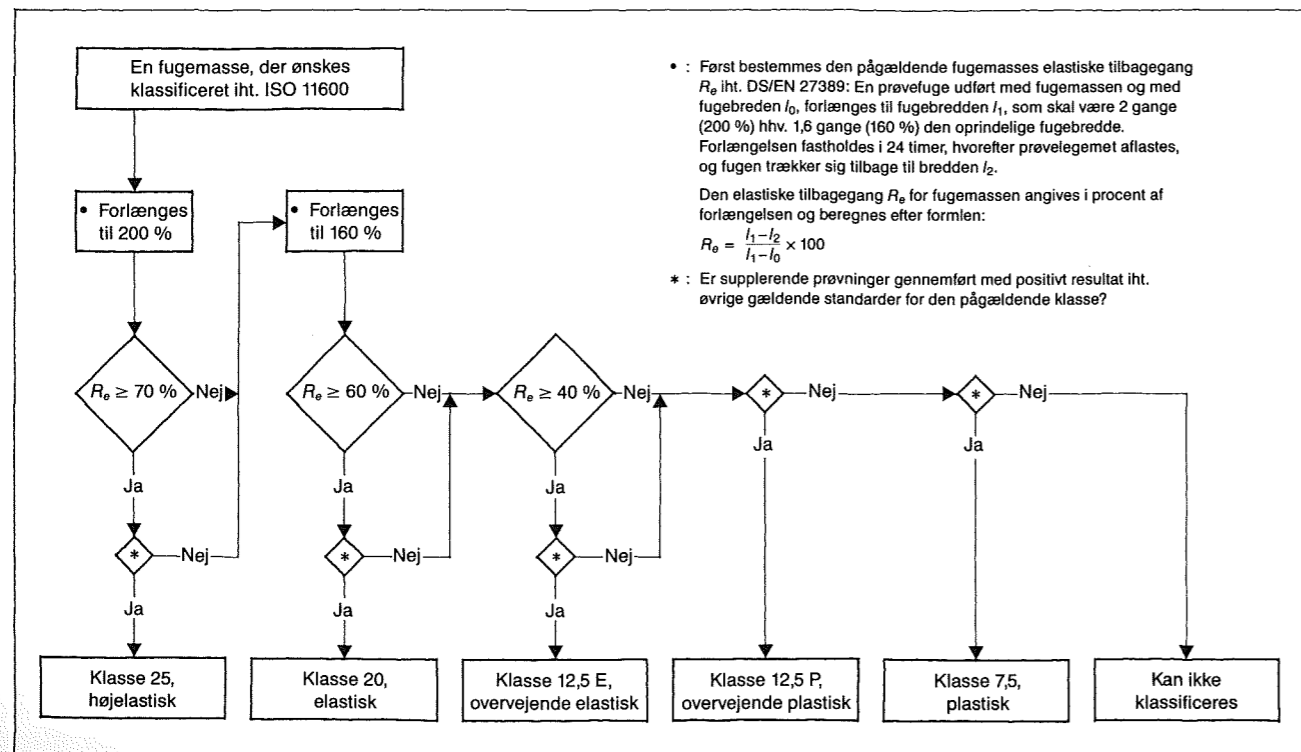 En fugemasse, der ønskes
klassificeret iht. ISO 11600
• : Først bestemmes den pågældende fugemasses elastiske tilbagegang
Re iht. DS/EN 27389: En prøvefuge udført med fugemassen og med
fugebreden l0, forlænges til fugebredden l1, som skal være 2 gange
(200 %) hhv. 1,6 gange (160 %) den oprindelige fugebredde.
Forlængelsen fastholdes i 24 timer, hvorefter prøvelegemet aflastes,
og fugen trækker sig tilbage til bredden l2.
Den elastiske tilbagegang Re for fugemassen angives i procent af
forlængelsen og beregnes efter formlen:
Re = (l1–l2)/(l1–l0) × 100
* : Er supplerende prøvninger gennemført med positivt resultat iht.
øvrige gældende standarder for den pågældende klasse?
• Forlænges
til 200 %
• Forlænges
til 160 %
Re ≥ 70 % Nej
Re ≥ 60 % Nej
Re ≥ 40 % Nej
* Nej
* Nej
Ja
Ja
Ja
Ja
Ja
* Nej
* Nej
* Nej
Ja
Ja
Ja
Klasse 25,
højelastisk
Klasse 20,
elastisk
Klasse 12,5 E,
overvejende elastisk
Klasse 12,5 P,
overvejende plastisk
Klasse 7,5,
plastisk
Kan ikke
klassificeres